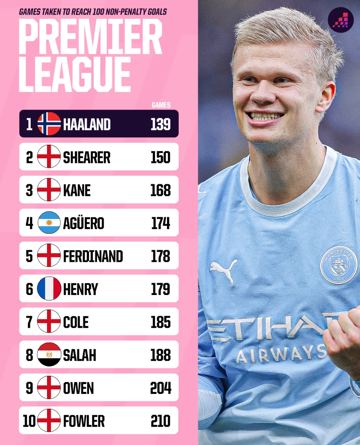 GAMES TAKEN TO REACH 100 NON-PENALTY GOALS
PREMIER
LEAGUE
GAMES
1 HAALAND 139
2 SHEARER 150
3 KANE 168
4 AGÜERO 174
5 FERDINAND 178
6 HENRY 179
7 COLE 185
8 SALAH 188
9 OWEN 204
10 FOWLER 210
ETIHAD
AIRWAYS